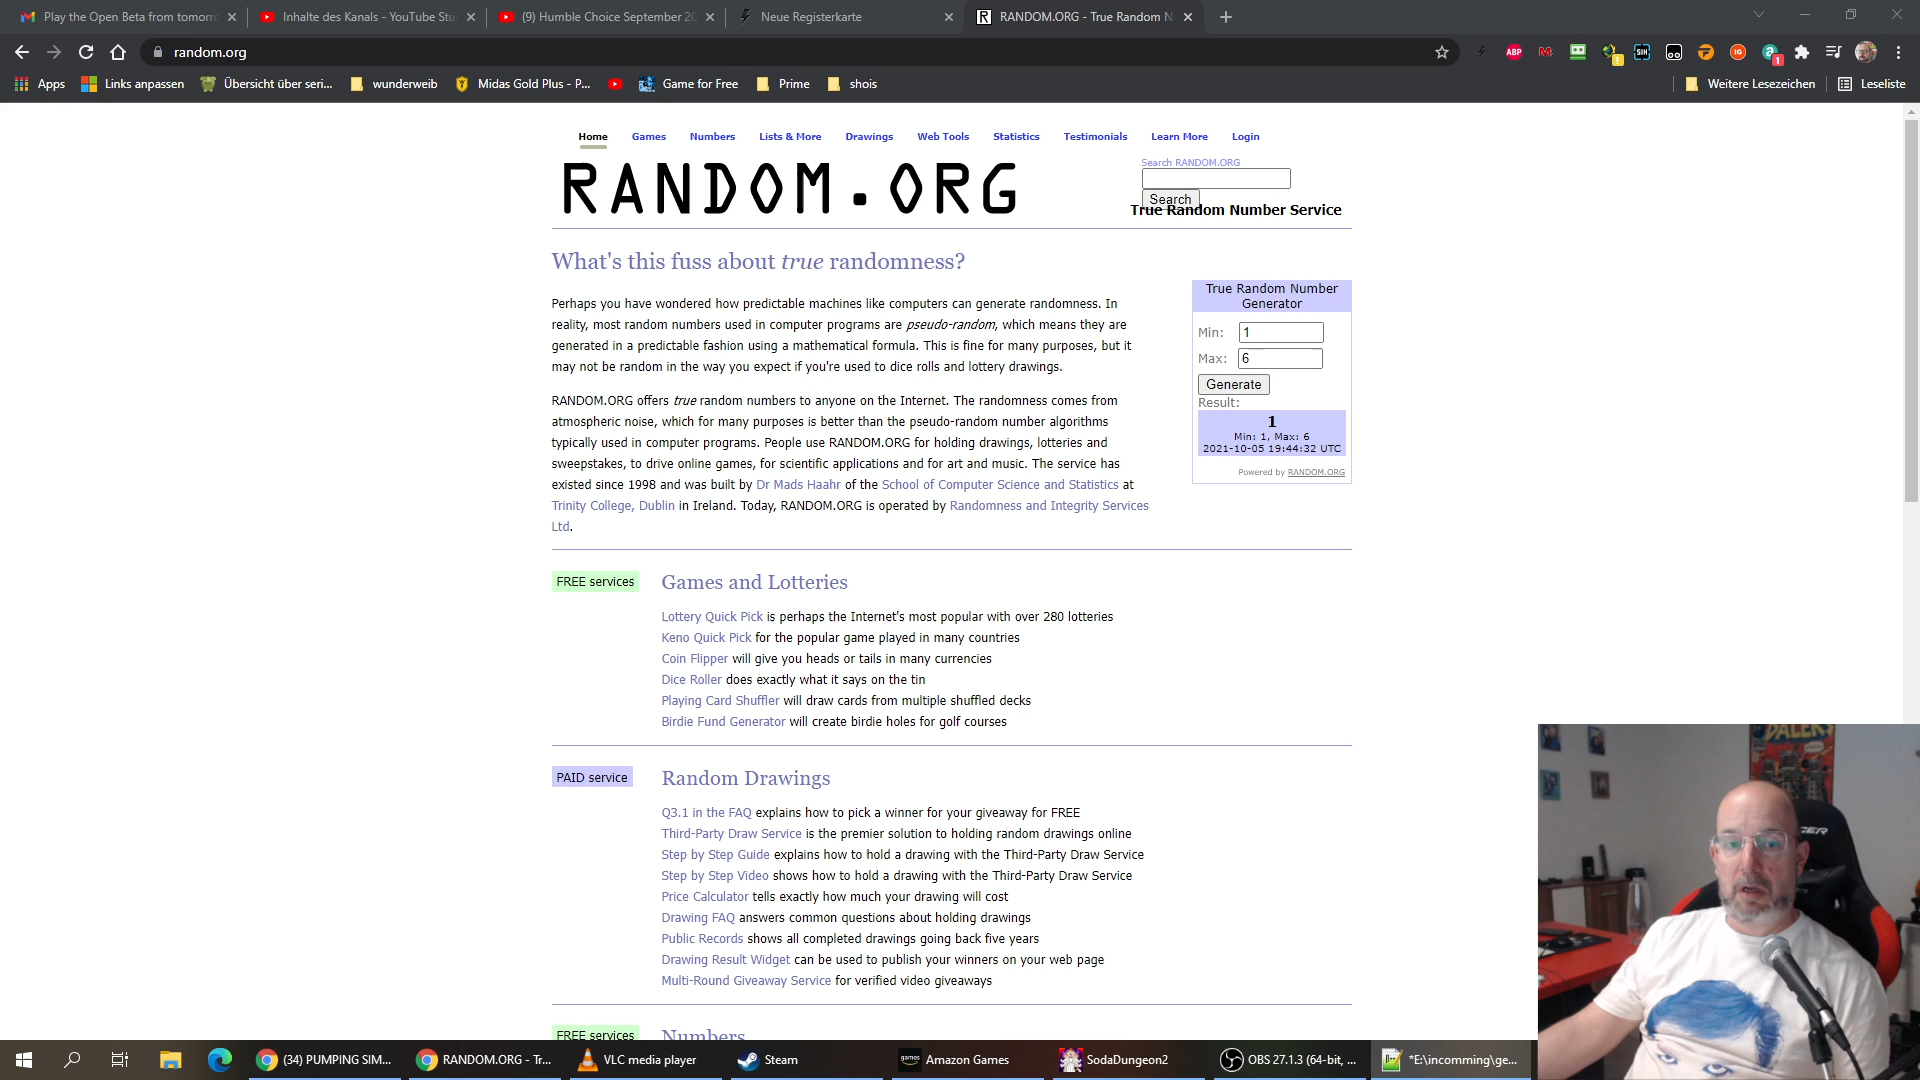 Play the Open Beta from tomorro
Inhalte des Kanals - YouTube Stu
(9) Humble Choice September 20
Neue Registerkarte
RANDOM.ORG - True Random N
random.org
Apps
Links anpassen
Übersicht über seri...
wunderweib
Midas Gold Plus - P...
Game for Free
Prime
shois
Weitere Lesezeichen
Leseliste
Home Games Numbers Lists & More Drawings Web Tools Statistics Testimonials Learn More Login
RANDOM.ORG
Search RANDOM.ORG
Search
True Random Number Service
What's this fuss about true randomness?
Perhaps you have wondered how predictable machines like computers can generate randomness. In
reality, most random numbers used in computer programs are pseudo-random, which means they are
generated in a predictable fashion using a mathematical formula. This is fine for many purposes, but it
may not be random in the way you expect if you're used to dice rolls and lottery drawings.
RANDOM.ORG offers true random numbers to anyone on the Internet. The randomness comes from
atmospheric noise, which for many purposes is better than the pseudo-random number algorithms
typically used in computer programs. People use RANDOM.ORG for holding drawings, lotteries and
sweepstakes, to drive online games, for scientific applications and for art and music. The service has
existed since 1998 and was built by Dr Mads Haahr of the School of Computer Science and Statistics at
Trinity College, Dublin in Ireland. Today, RANDOM.ORG is operated by Randomness and Integrity Services
Ltd.
True Random Number
Generator
Min: 1
Max: 6
Generate
Result:
1
Min: 1, Max: 6
2021-10-05 19:44:32 UTC
Powered by RANDOM.ORG
FREE services
Games and Lotteries
Lottery Quick Pick is perhaps the Internet's most popular with over 280 lotteries
Keno Quick Pick for the popular game played in many countries
Coin Flipper will give you heads or tails in many currencies
Dice Roller does exactly what it says on the tin
Playing Card Shuffler will draw cards from multiple shuffled decks
Birdie Fund Generator will create birdie holes for golf courses
PAID service
Random Drawings
Q3.1 in the FAQ explains how to pick a winner for your giveaway for FREE
Third-Party Draw Service is the premier solution to holding random drawings online
Step by Step Guide explains how to hold a drawing with the Third-Party Draw Service
Step by Step Video shows how to hold a drawing with the Third-Party Draw Service
Price Calculator tells exactly how much your drawing will cost
Drawing FAQ answers common questions about holding drawings
Public Records shows all completed drawings going back five years
Drawing Result Widget can be used to publish your winners on your web page
Multi-Round Giveaway Service for verified video giveaways
FREE services
Numbers
DALEKS
(34) PUMPING SIM...
RANDOM.ORG - Tr...
VLC media player
Steam
Amazon Games
SodaDungeon2
OBS 27.1.3 (64-bit, ...
*E:\incomming\ge...